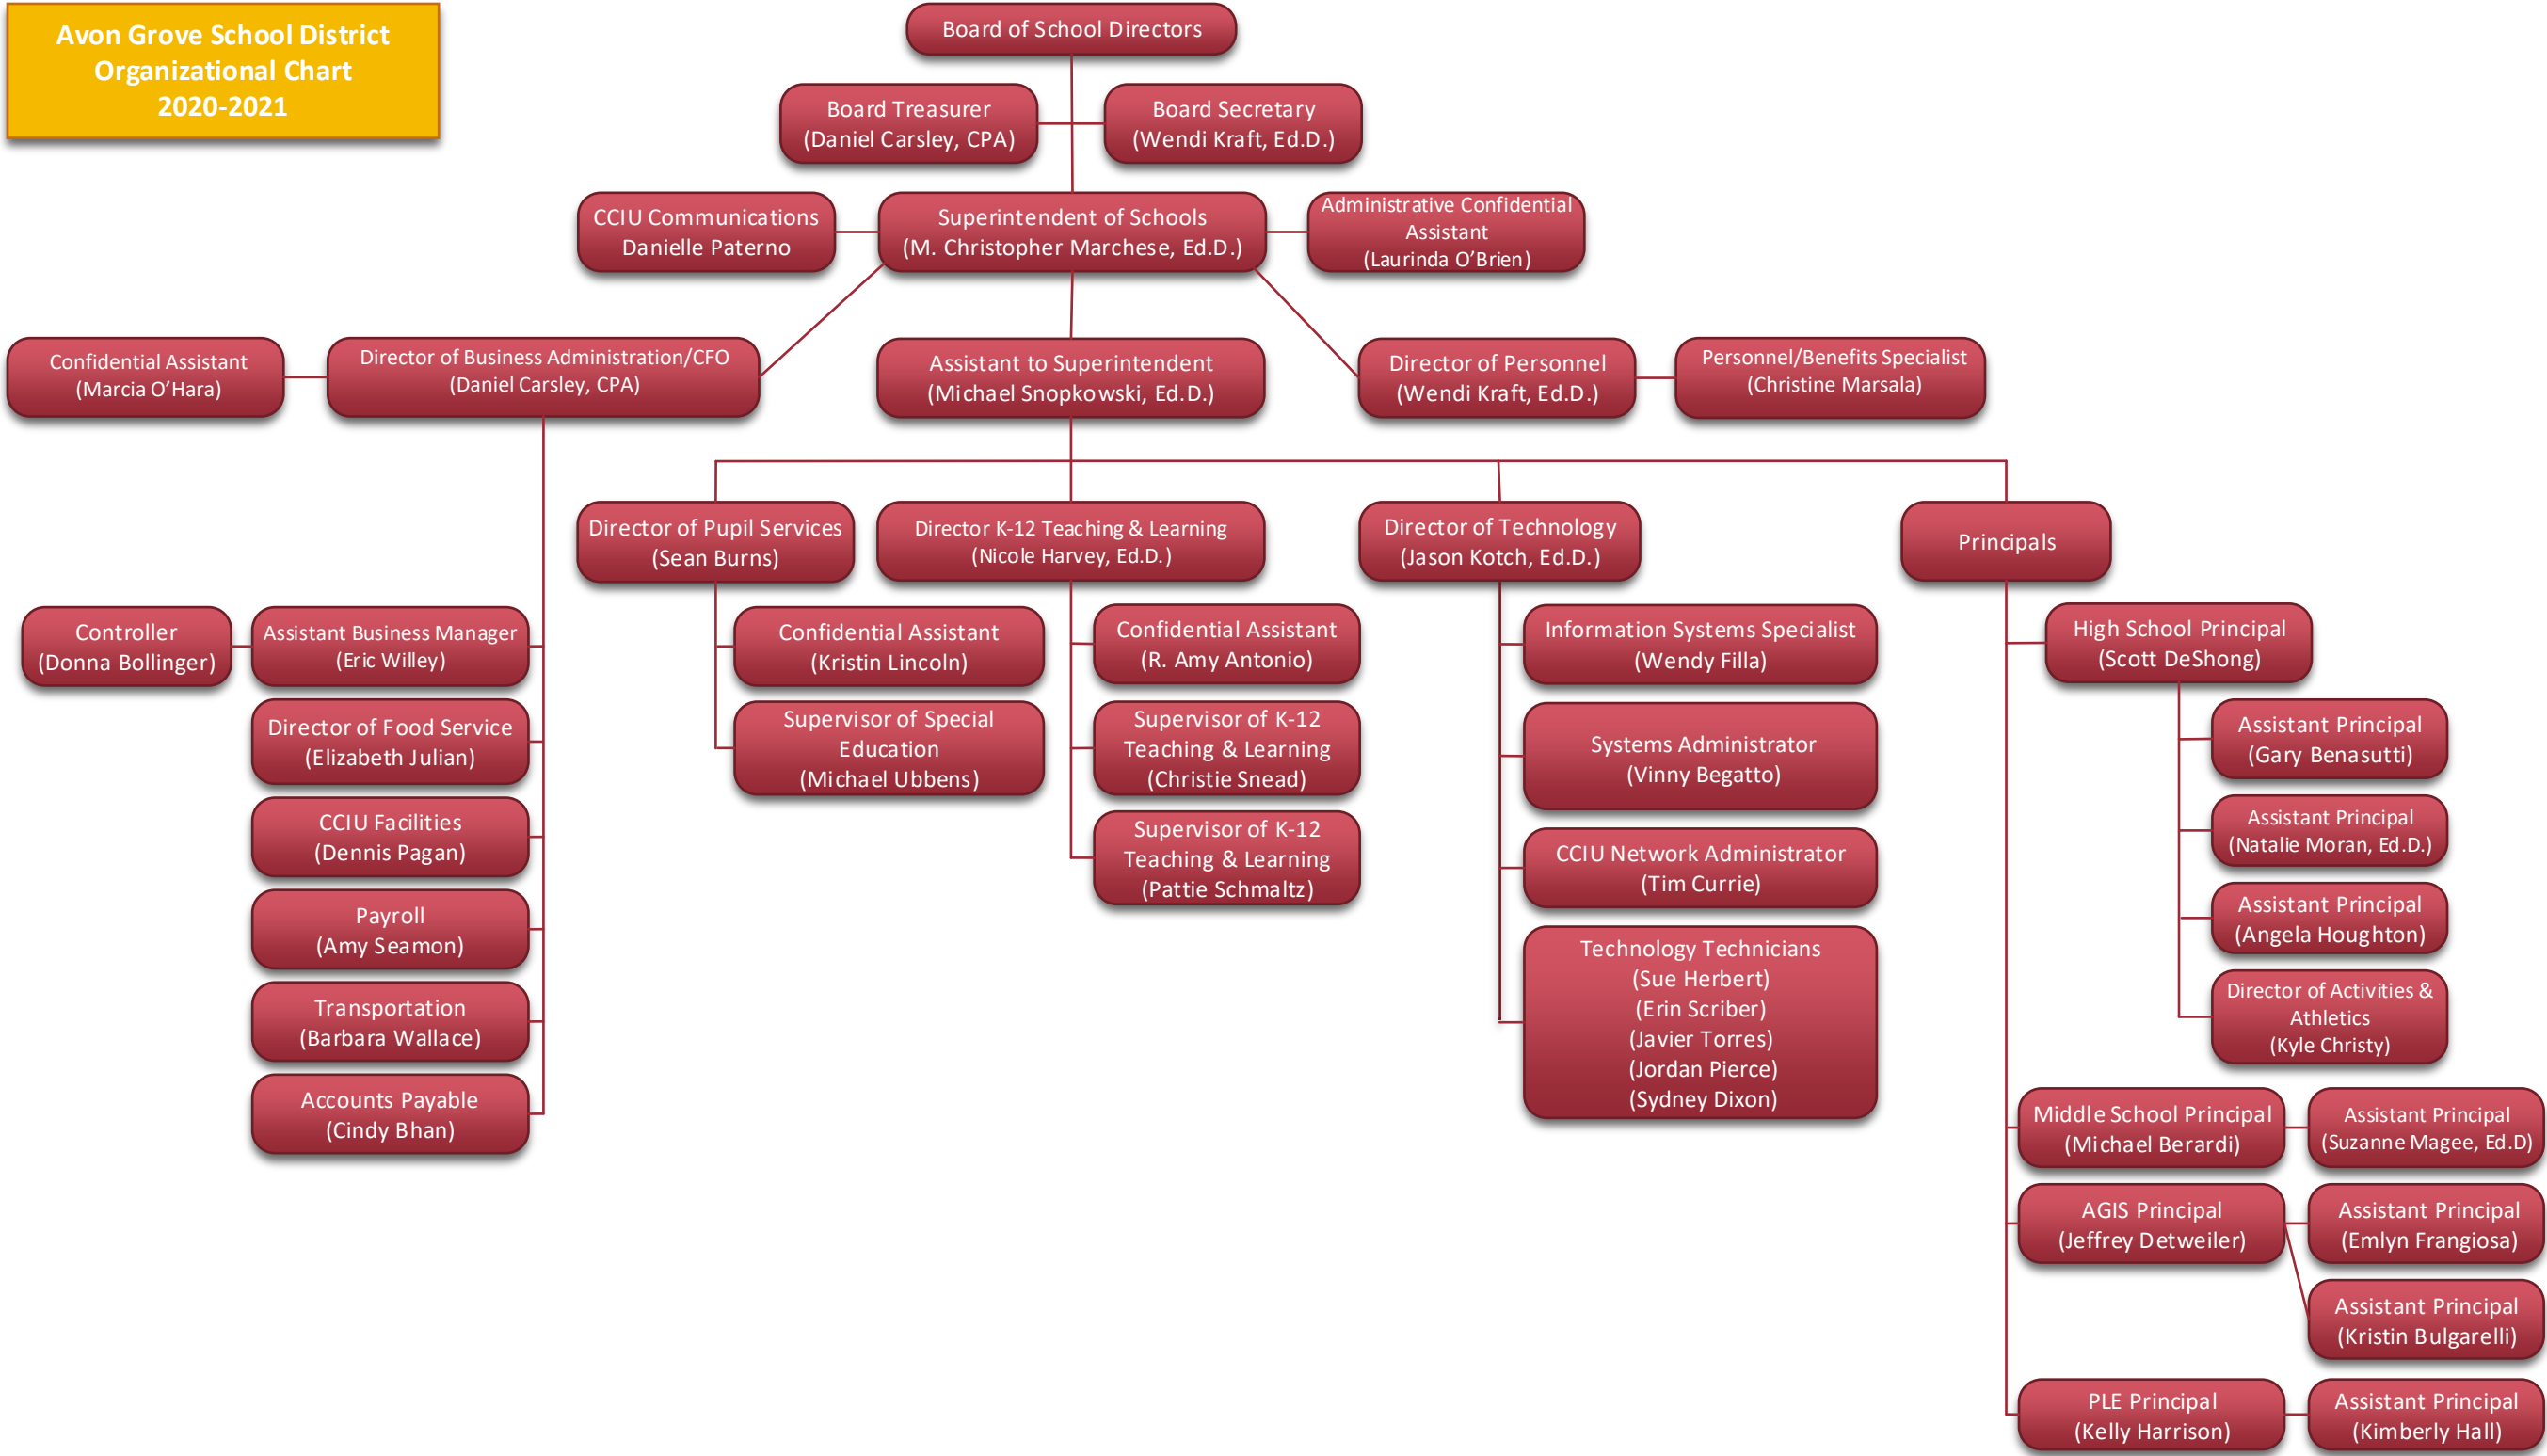 Avon Grove School District
Organizational Chart
2020-2021
Board of School Directors
Board Treasurer
(Daniel Carsley, CPA)
Board Secretary
(Wendi Kraft, Ed.D.)
CCIU Communications
Danielle Paterno
Superintendent of Schools
(M. Christopher Marchese, Ed.D.)
Administrative Confidential
Assistant
(Laurinda O’Brien)
Confidential Assistant
(Marcia O’Hara)
Director of Business Administration/CFO
(Daniel Carsley, CPA)
Assistant to Superintendent
(Michael Snopkowski, Ed.D.)
Director of Personnel
(Wendi Kraft, Ed.D.)
Personnel/Benefits Specialist
(Christine Marsala)
Director of Pupil Services
(Sean Burns)
Director K-12 Teaching & Learning
(Nicole Harvey, Ed.D.)
Director of Technology
(Jason Kotch, Ed.D.)
Principals
Controller
(Donna Bollinger)
Assistant Business Manager
(Eric Willey)
Director of Food Service
(Elizabeth Julian)
CCIU Facilities
(Dennis Pagan)
Payroll
(Amy Seamon)
Transportation
(Barbara Wallace)
Accounts Payable
(Cindy Bhan)
Confidential Assistant
(Kristin Lincoln)
Supervisor of Special
Education
(Michael Ubbens)
Confidential Assistant
(R. Amy Antonio)
Supervisor of K-12
Teaching & Learning
(Christie Snead)
Supervisor of K-12
Teaching & Learning
(Pattie Schmaltz)
Information Systems Specialist
(Wendy Filla)
Systems Administrator
(Vinny Begatto)
CCIU Network Administrator
(Tim Currie)
Technology Technicians
(Sue Herbert)
(Erin Scriber)
(Javier Torres)
(Jordan Pierce)
(Sydney Dixon)
High School Principal
(Scott DeShong)
Assistant Principal
(Gary Benasutti)
Assistant Principal
(Natalie Moran, Ed.D.)
Assistant Principal
(Angela Houghton)
Director of Activities &
Athletics
(Kyle Christy)
Middle School Principal
(Michael Berardi)
Assistant Principal
(Suzanne Magee, Ed.D)
AGIS Principal
(Jeffrey Detweiler)
Assistant Principal
(Emlyn Frangiosa)
Assistant Principal
(Kristin Bulgarelli)
PLE Principal
(Kelly Harrison)
Assistant Principal
(Kimberly Hall)